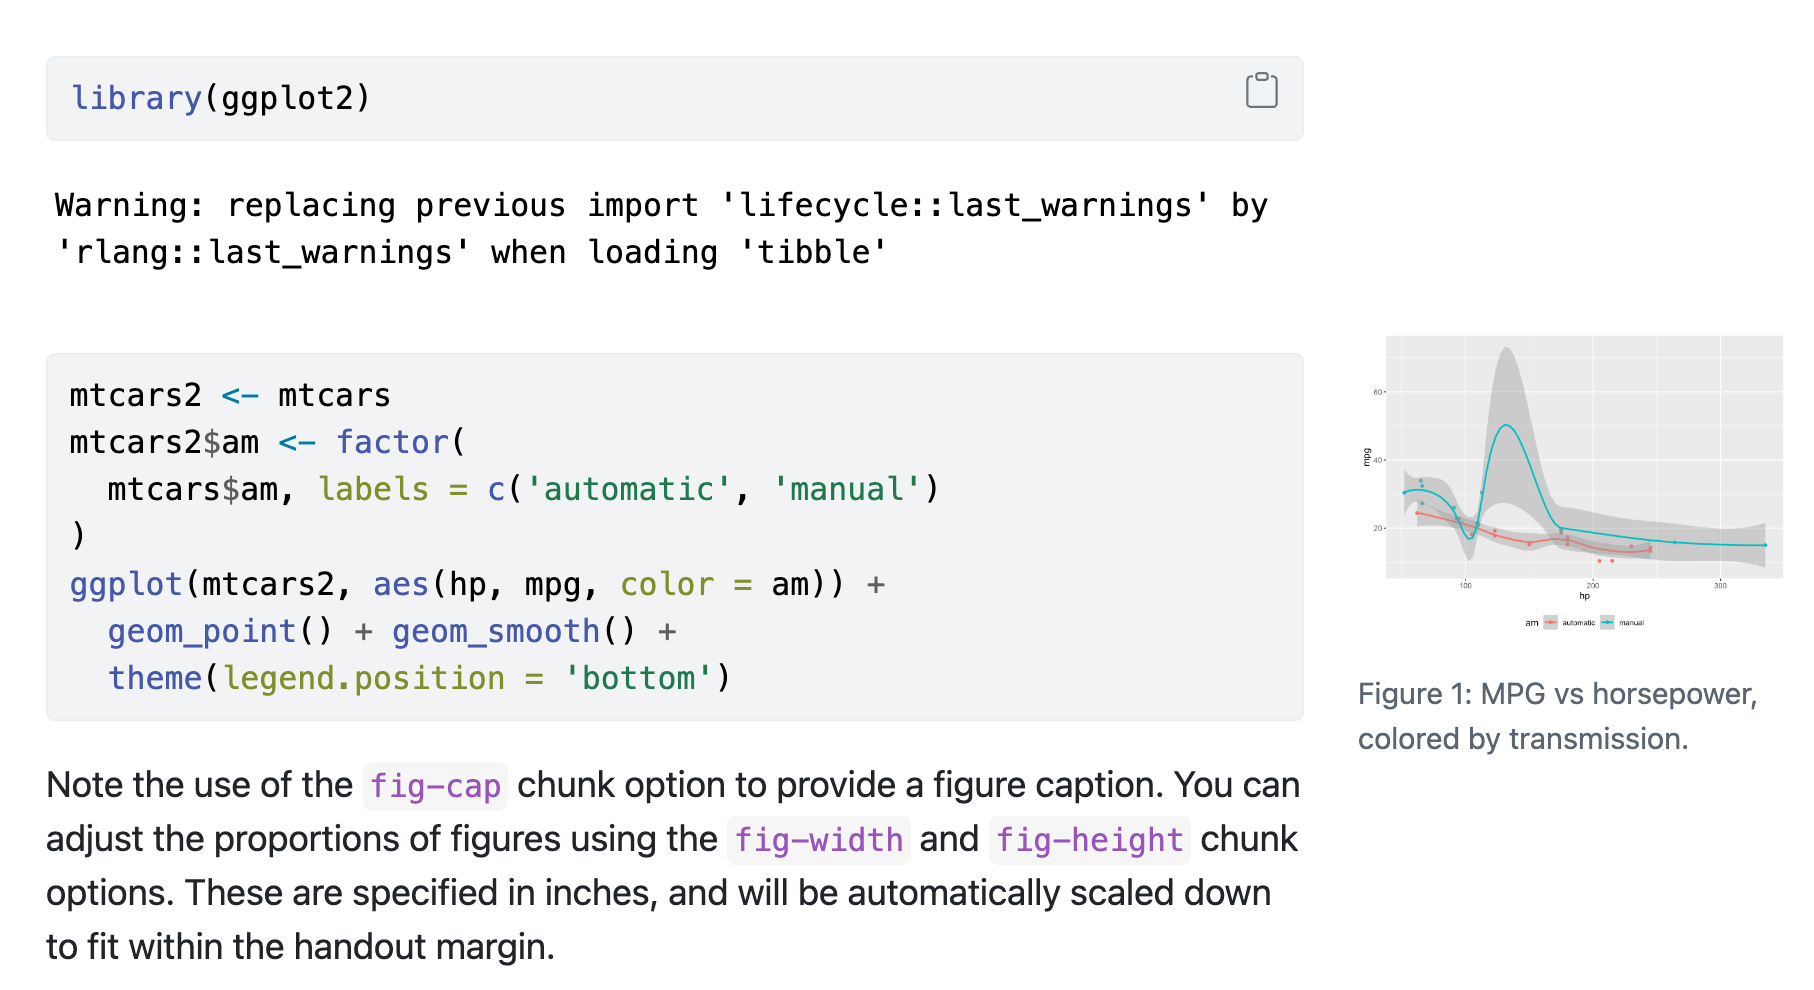 library(ggplot2)
Warning: replacing previous import 'lifecycle::last_warnings' by
'rlang::last_warnings' when loading 'tibble'
mtcars2 <- mtcars
mtcars2$am <- factor(
  mtcars$am, labels = c('automatic', 'manual')
)
ggplot(mtcars2, aes(hp, mpg, color = am)) +
  geom_point() + geom_smooth() +
  theme(legend.position = 'bottom')
60
40
20
mpg
100 200 300
hp
am automatic manual
Figure 1: MPG vs horsepower,
colored by transmission.
Note the use of the fig-cap chunk option to provide a figure caption. You can
adjust the proportions of figures using the fig-width and fig-height chunk
options. These are specified in inches, and will be automatically scaled down
to fit within the handout margin.